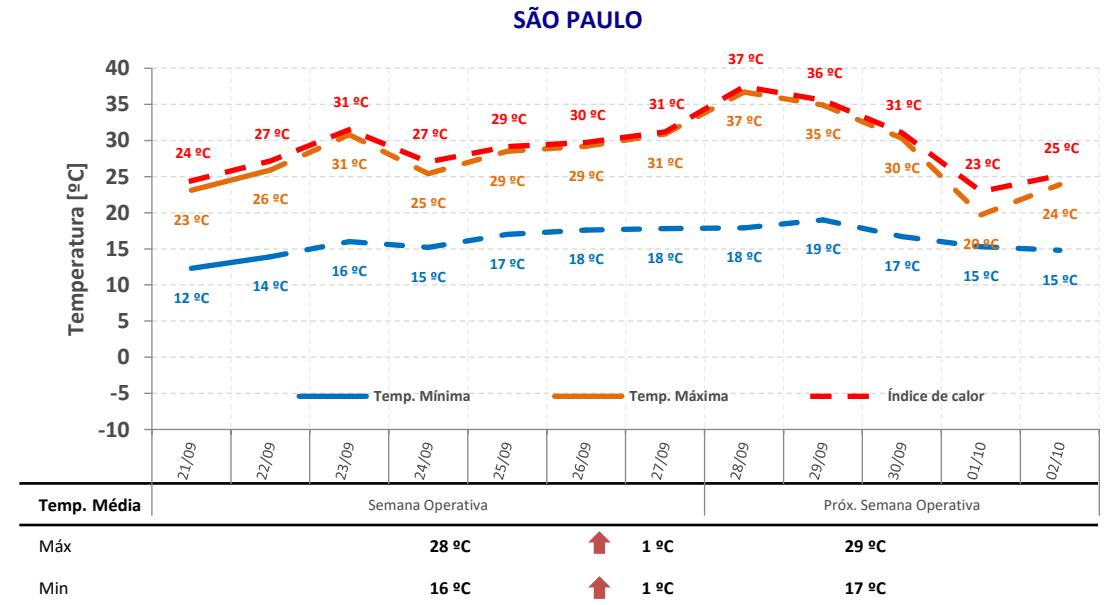 SÃO PAULO
Temperatura [ºC]
40
35
30
25
20
15
10
5
0
-5
-10
24 ºC
27 ºC
31 ºC
27 ºC
29 ºC
30 ºC
31 ºC
37 ºC
36 ºC
31 ºC
23 ºC
25 ºC
23 ºC
26 ºC
31 ºC
25 ºC
29 ºC
29 ºC
31 ºC
37 ºC
35 ºC
30 ºC
20 ºC
24 ºC
12 ºC
14 ºC
16 ºC
15 ºC
17 ºC
18 ºC
18 ºC
18 ºC
19 ºC
17 ºC
15 ºC
15 ºC
Temp. Mínima Temp. Máxima Índice de calor
21/09 22/09 23/09 24/09 25/09 26/09 27/09 28/09 29/09 30/09 01/10 02/10
Temp. Média Semana Operativa Próx. Semana Operativa
Máx 28 ºC 1 ºC 29 ºC
Min 16 ºC 1 ºC 17 ºC